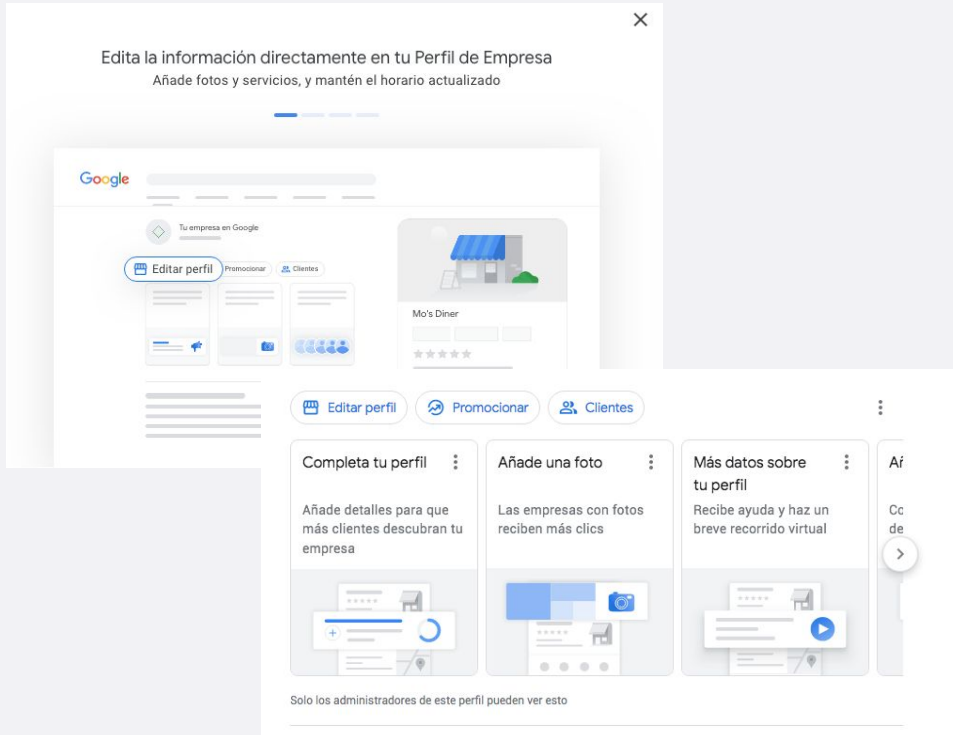 Edita la información directamente en tu Perfil de Empresa
Añade fotos y servicios, y mantén el horario actualizado
Google
Tu empresa en Google
Editar perfil
Promocionar
Clientes
Mo's Diner
Editar perfil
Promocionar
Clientes
Completa tu perfil
Añade detalles para que
más clientes descubran tu
empresa
Añade una foto
Las empresas con fotos
reciben más clics
Más datos sobre
tu perfil
Recibe ayuda y haz un
breve recorrido virtual
Solo los administradores de este perfil pueden ver esto